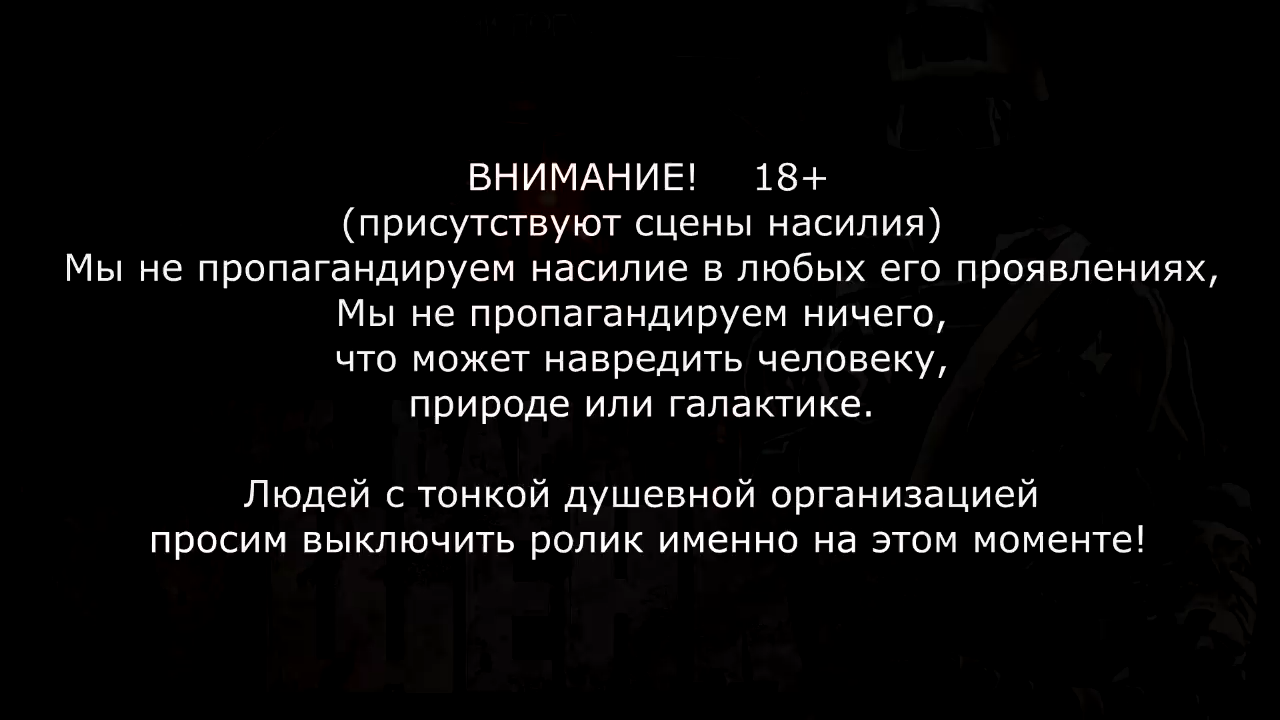 ВНИМАНИЕ! 18+
(присутствуют сцены насилия)
Мы не пропагандируем насилие в любых его проявлениях,
Мы не пропагандируем ничего,
что может навредить человеку,
природе или галактике.
Людей с тонкой душевной организацией
просим выключить ролик именно на этом моменте!